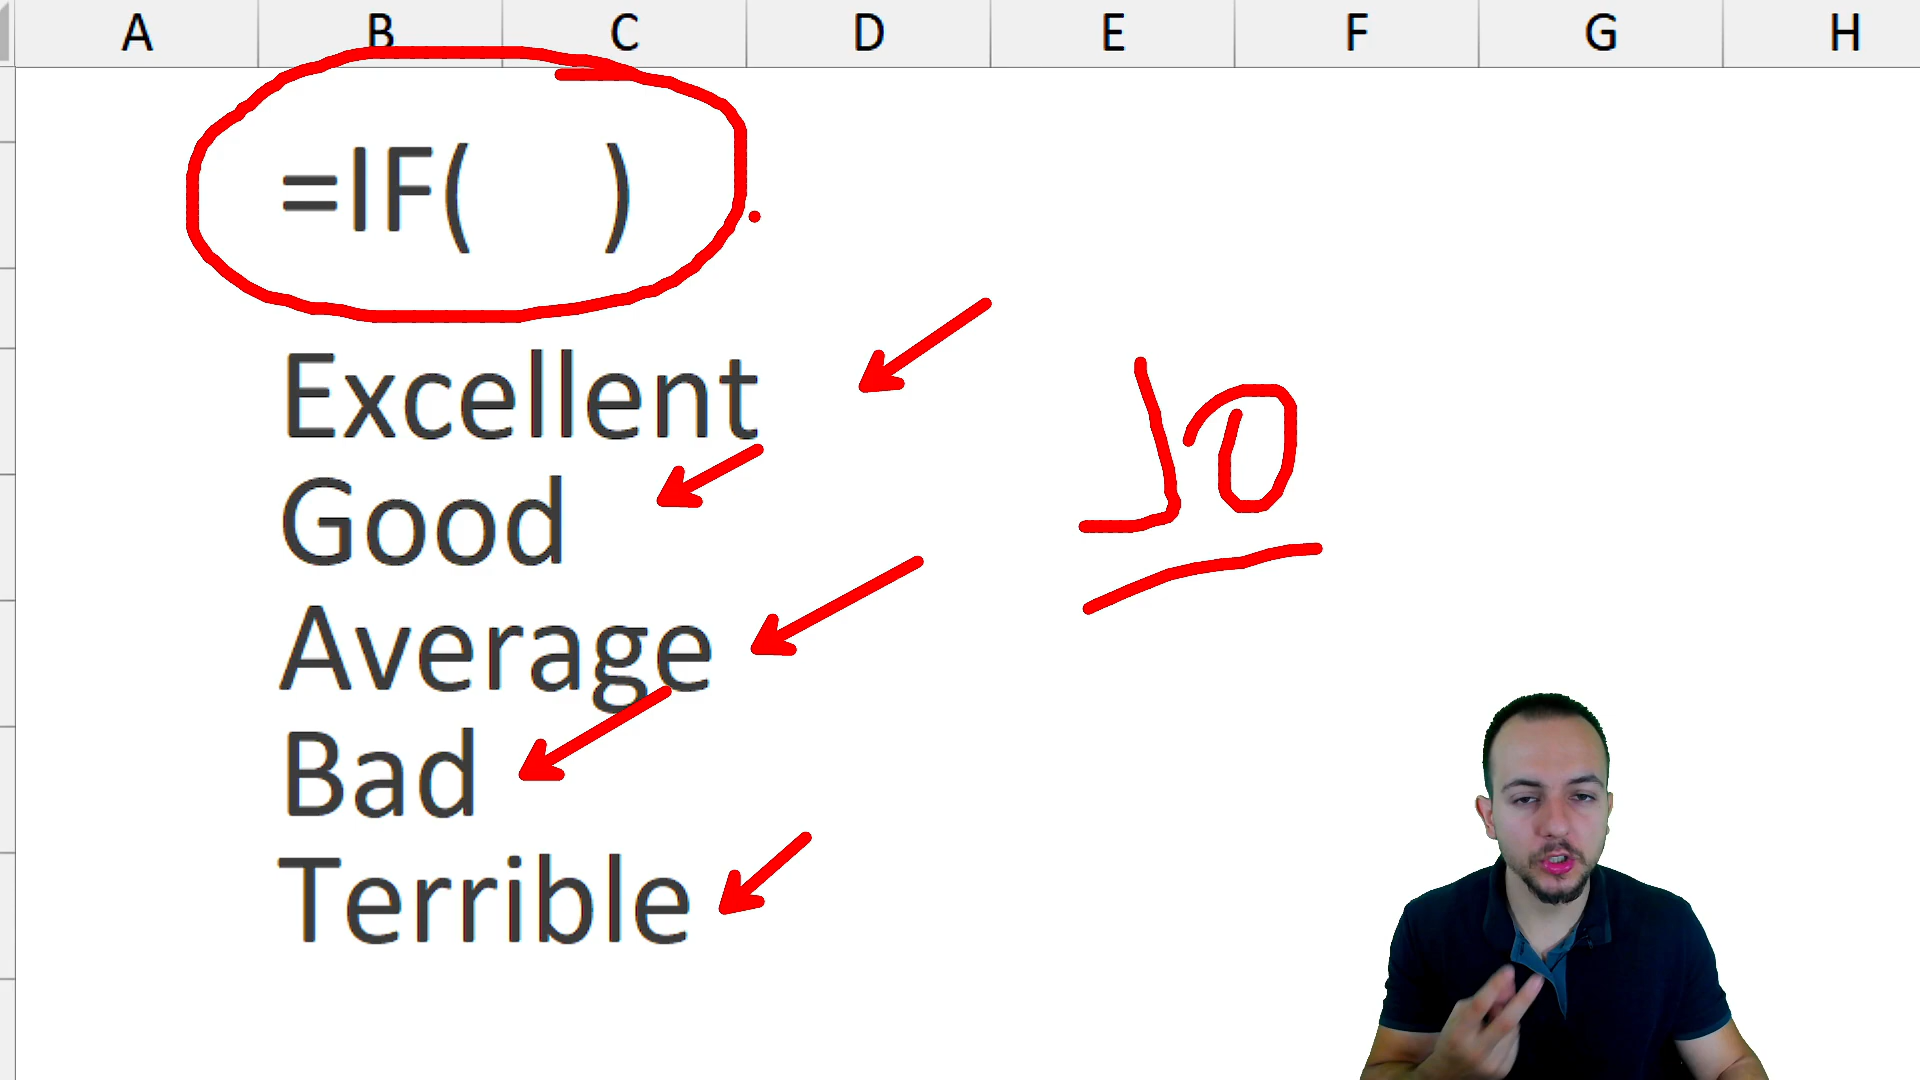 A B C D E F G H
=IF( )
Excellent
Good
Average
Bad
Terrible
10